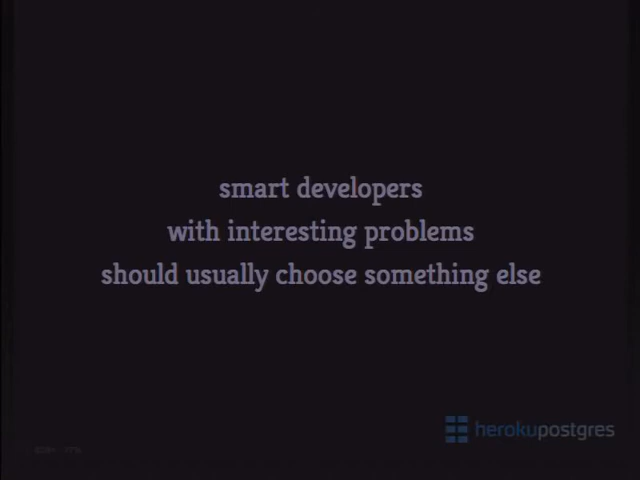 smart developers
with interesting problems
should usually choose something else
herokupostgres